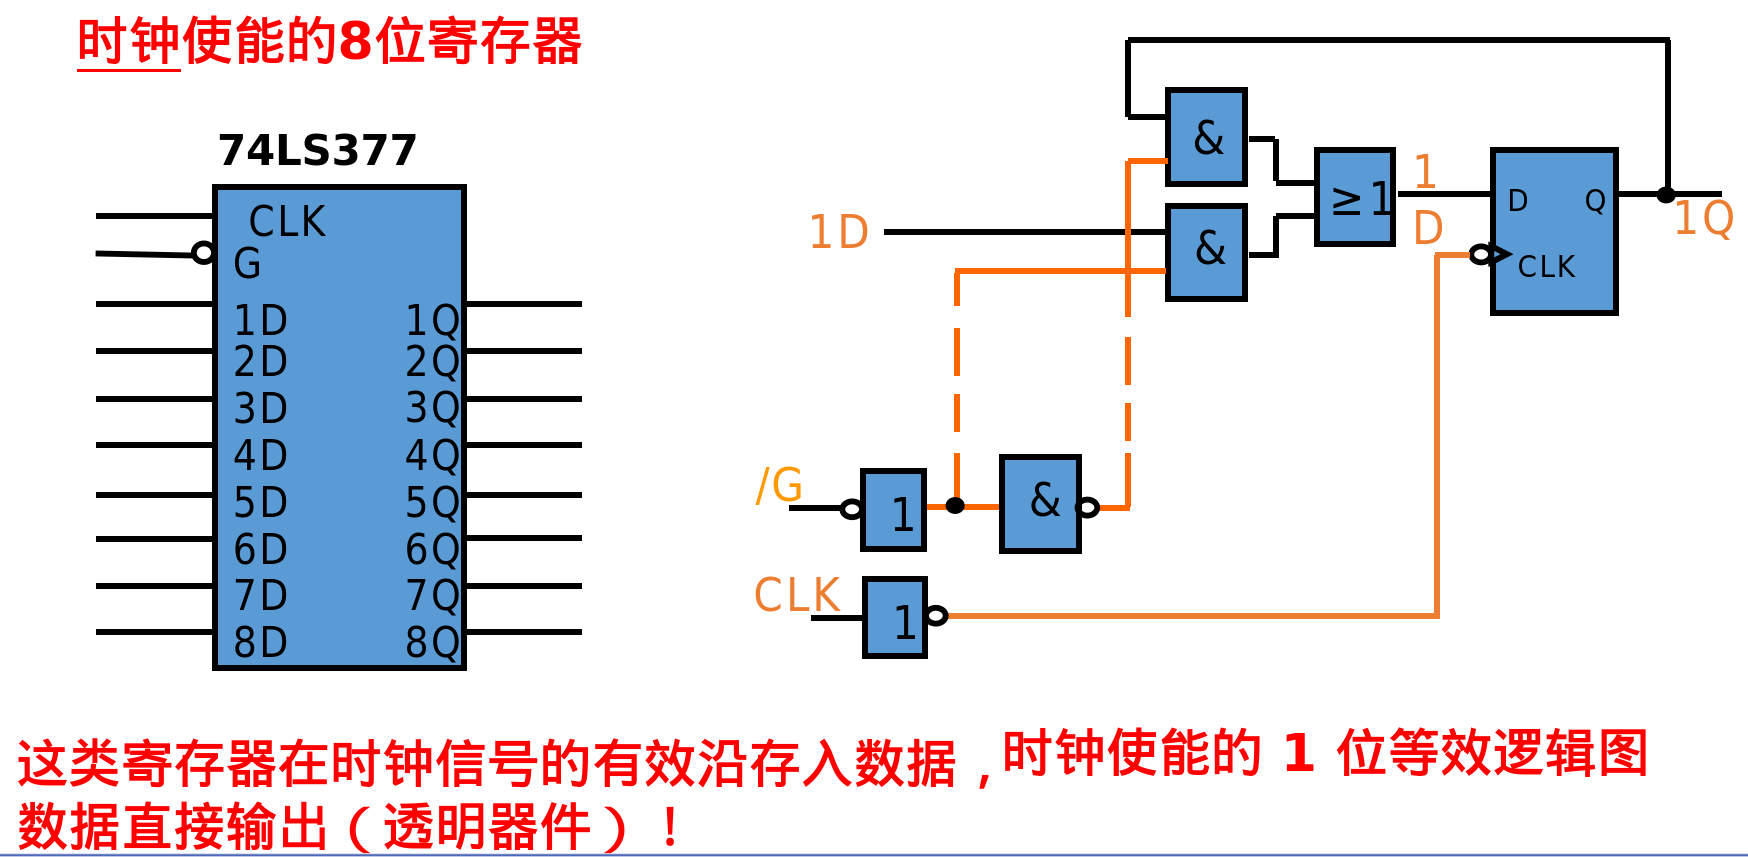 时钟使能的8位寄存器
74LS377
CLK
G
1D 1Q
2D 2Q
3D 3Q
4D 4Q
5D 5Q
6D 6Q
7D 7Q
8D 8Q
&
1D
&
≥1
1
D
D Q
CLK
1Q
/G
1
&
CLK
1
这类寄存器在时钟信号的有效沿存入数据，
数据直接输出（透明器件）！
时钟使能的 1 位等效逻辑图